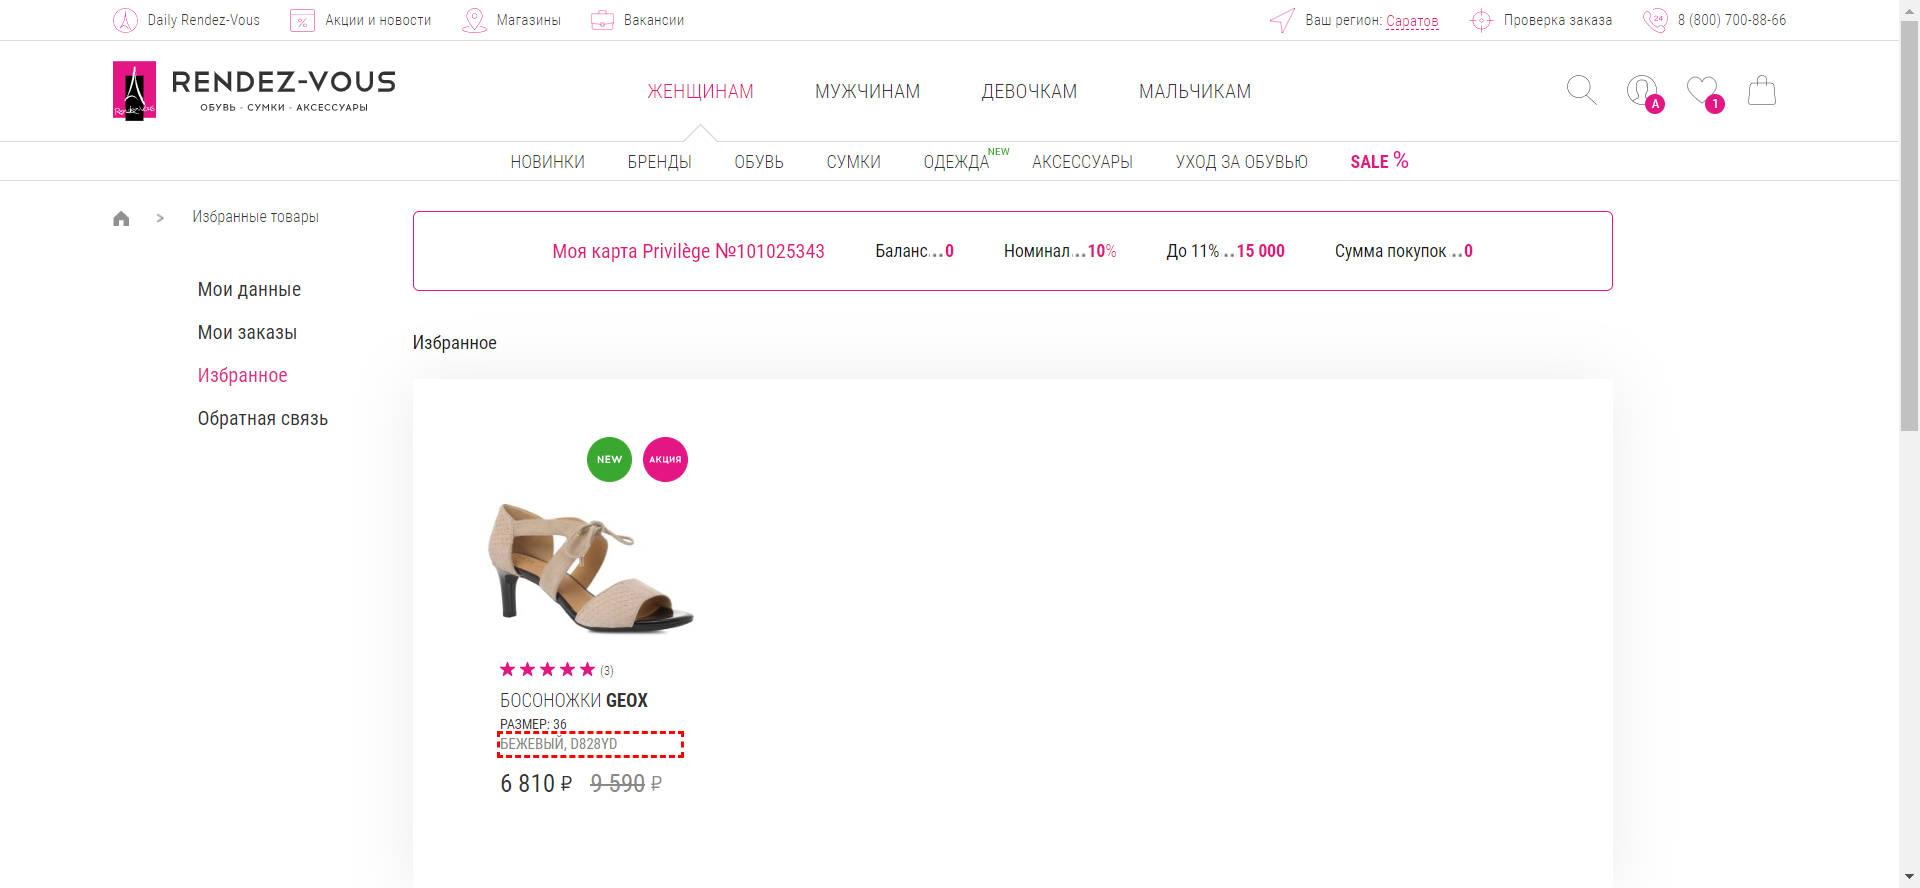 Daily Rendez-Vous Акции и новости Магазины Вакансии Ваш регион: Саратов Проверка заказа 24 8 (800) 700-88-66
RENDEZ-VOUS
ОБУВЬ - СУМКИ - АКСЕССУАРЫ
Rendez-Vous
ЖЕНЩИНАМ МУЖЧИНАМ ДЕВОЧКАМ МАЛЬЧИКАМ
A 1
НОВИНКИ БРЕНДЫ ОБУВЬ СУМКИ ОДЕЖДА NEW АКСЕССУАРЫ УХОД ЗА ОБУВЬЮ SALE %
> Избранные товары
Моя карта Privilège №101025343 Баланс..0 Номинал..10% До 11%..15 000 Сумма покупок..0
Мои данные
Мои заказы
Избранное
Обратная связь
Избранное
NEW АКЦИЯ
(3)
БОСОНОЖКИ GEOX
РАЗМЕР: 36
БЕЖЕВЫЙ, D828YD
6 810 ₽ 9 590 ₽